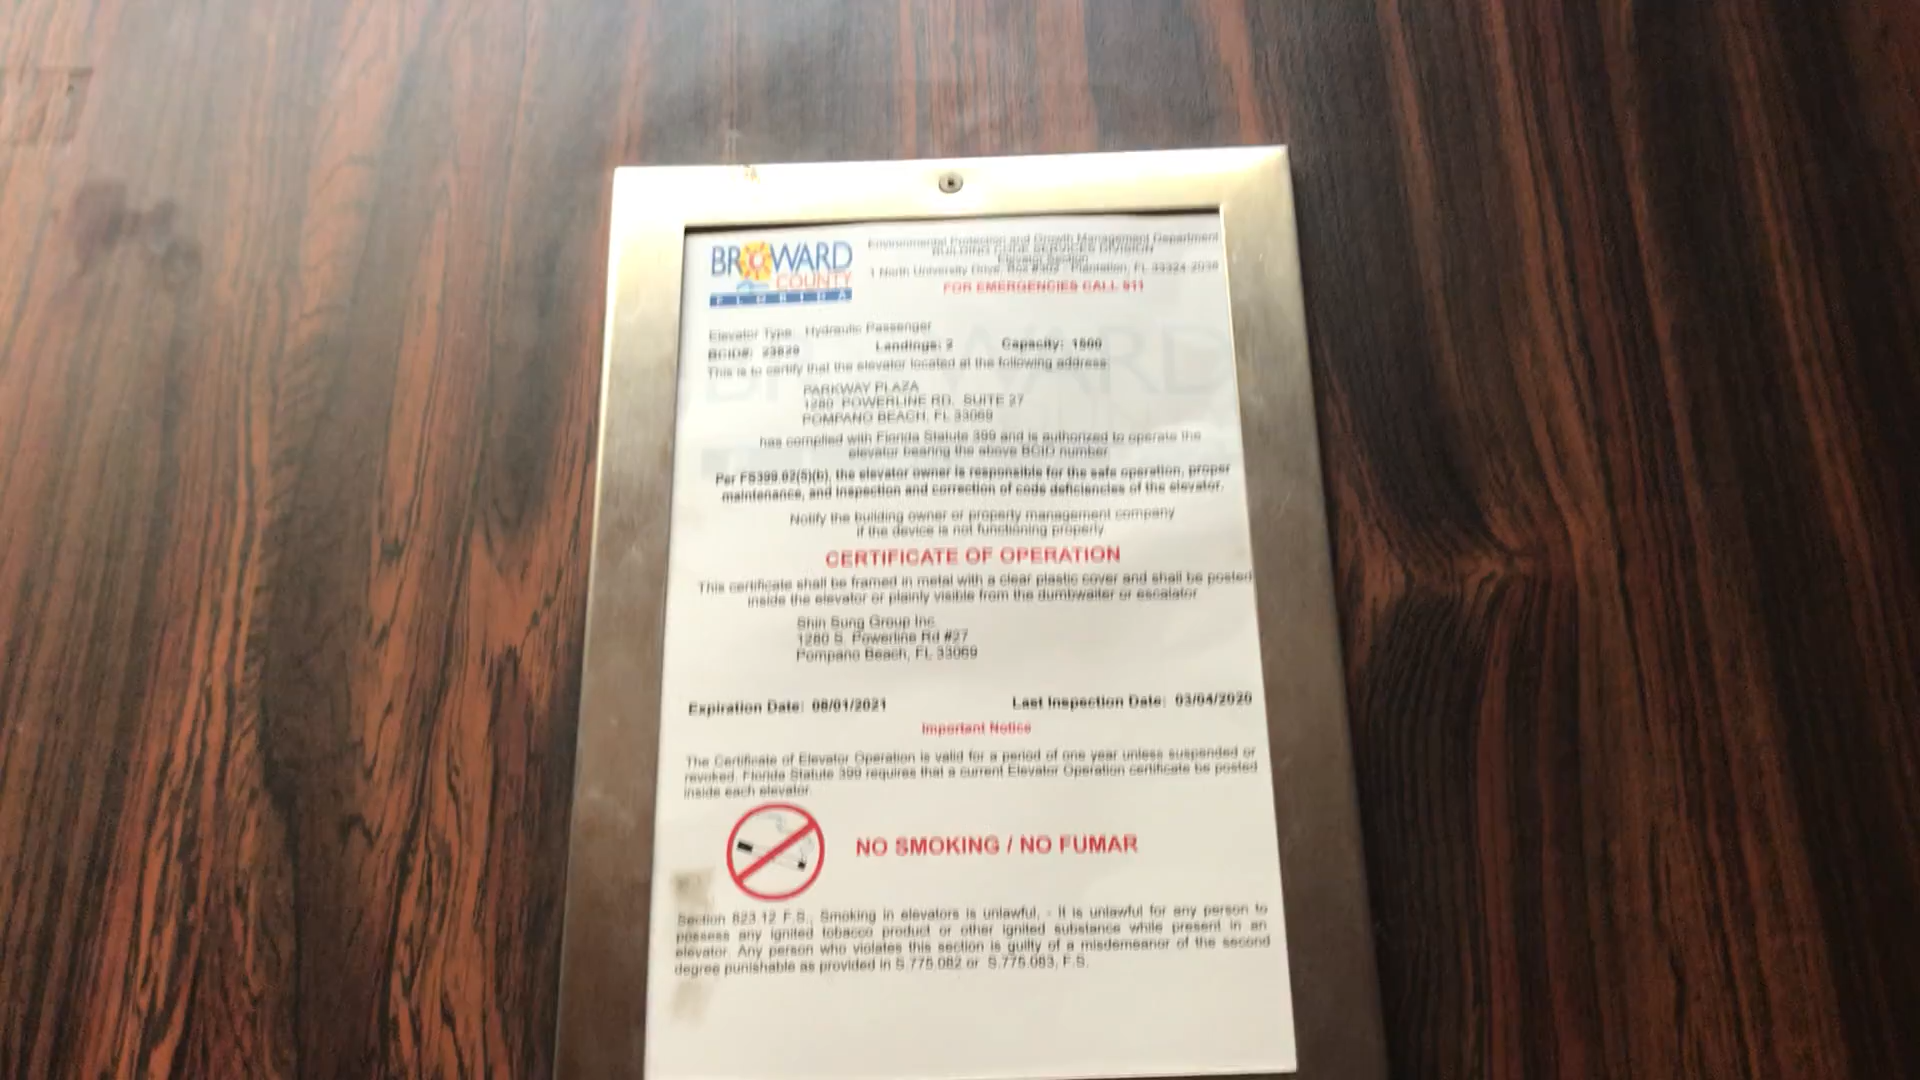 BROWARD
COUNTY
FLORIDA
Environmental Protection and Growth Management Department
BUILDING CODE SERVICES DIVISION
Elevator Section
1 North University Drive, Box #302 - Plantation, FL 33324-2038
FOR EMERGENCIES CALL 911
Elevator Type: Hydraulic Passenger
BCID#: 23829 Landings: 2 Capacity: 1500
This is to certify that the elevator located at the following address
PARKWAY PLAZA
1280 POWERLINE RD. SUITE 27
POMPANO BEACH, FL 33069
has complied with Florida Statute 399 and is authorized to operate the
elevator bearing the above BCID number
Per FS399.02(5)(b), the elevator owner is responsible for the safe operation, proper
maintenance, and inspection and correction of code deficiencies of the elevator.
Notify the building owner or property management company
if the device is not functioning properly
CERTIFICATE OF OPERATION
This certificate shall be framed in metal with a clear plastic cover and shall be posted
inside the elevator or plainly visible from the dumbwaiter or escalator
Shin Sung Group Inc
1280 S. Powerline Rd #27
Pompano Beach, FL 33069
Expiration Date: 08/01/2021 Last Inspection Date: 03/04/2020
Important Notice
The Certificate of Elevator Operation is valid for a period of one year unless suspended or
revoked. Florida Statute 399 requires that a current Elevator Operation certificate be posted
inside each elevator.
NO SMOKING / NO FUMAR
Section 823.12 F.S., Smoking in elevators is unlawful, - It is unlawful for any person to
possess any ignited tobacco product or other ignited substance while present in an
elevator. Any person who violates this section is guilty of a misdemeanor of the second
degree punishable as provided in S.775.082 or S.775.083, F.S.